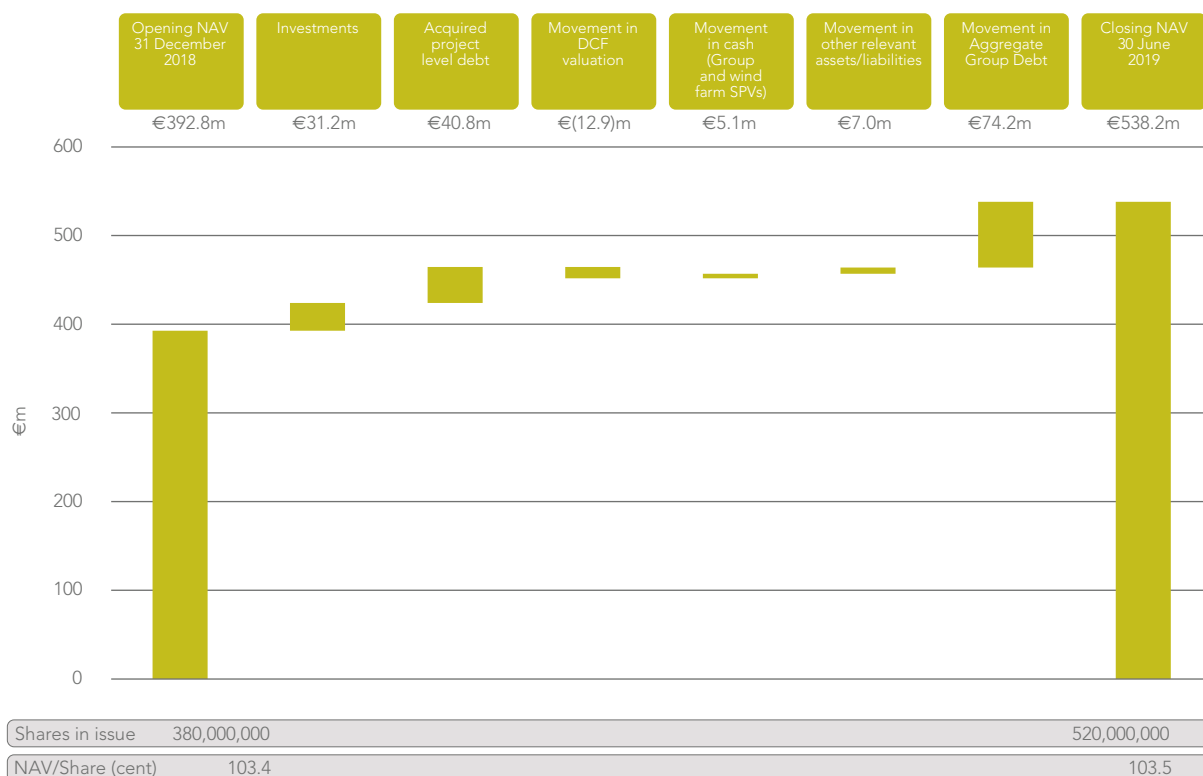 Opening NAV
31 December
2018
Investments
Acquired
project
level debt
Movement in
DCF
valuation
Movement
in cash
(Group
and wind
farm SPVs)
Movement in
other relevant
assets/liabilities
Movement in
Aggregate
Group Debt
Closing NAV
30 June
2019
€392.8m €31.2m €40.8m €(12.9)m €5.1m €7.0m €74.2m €538.2m
600
500
400
300
200
100
0
€m
Shares in issue 380,000,000 520,000,000
NAV/Share (cent) 103.4 103.5